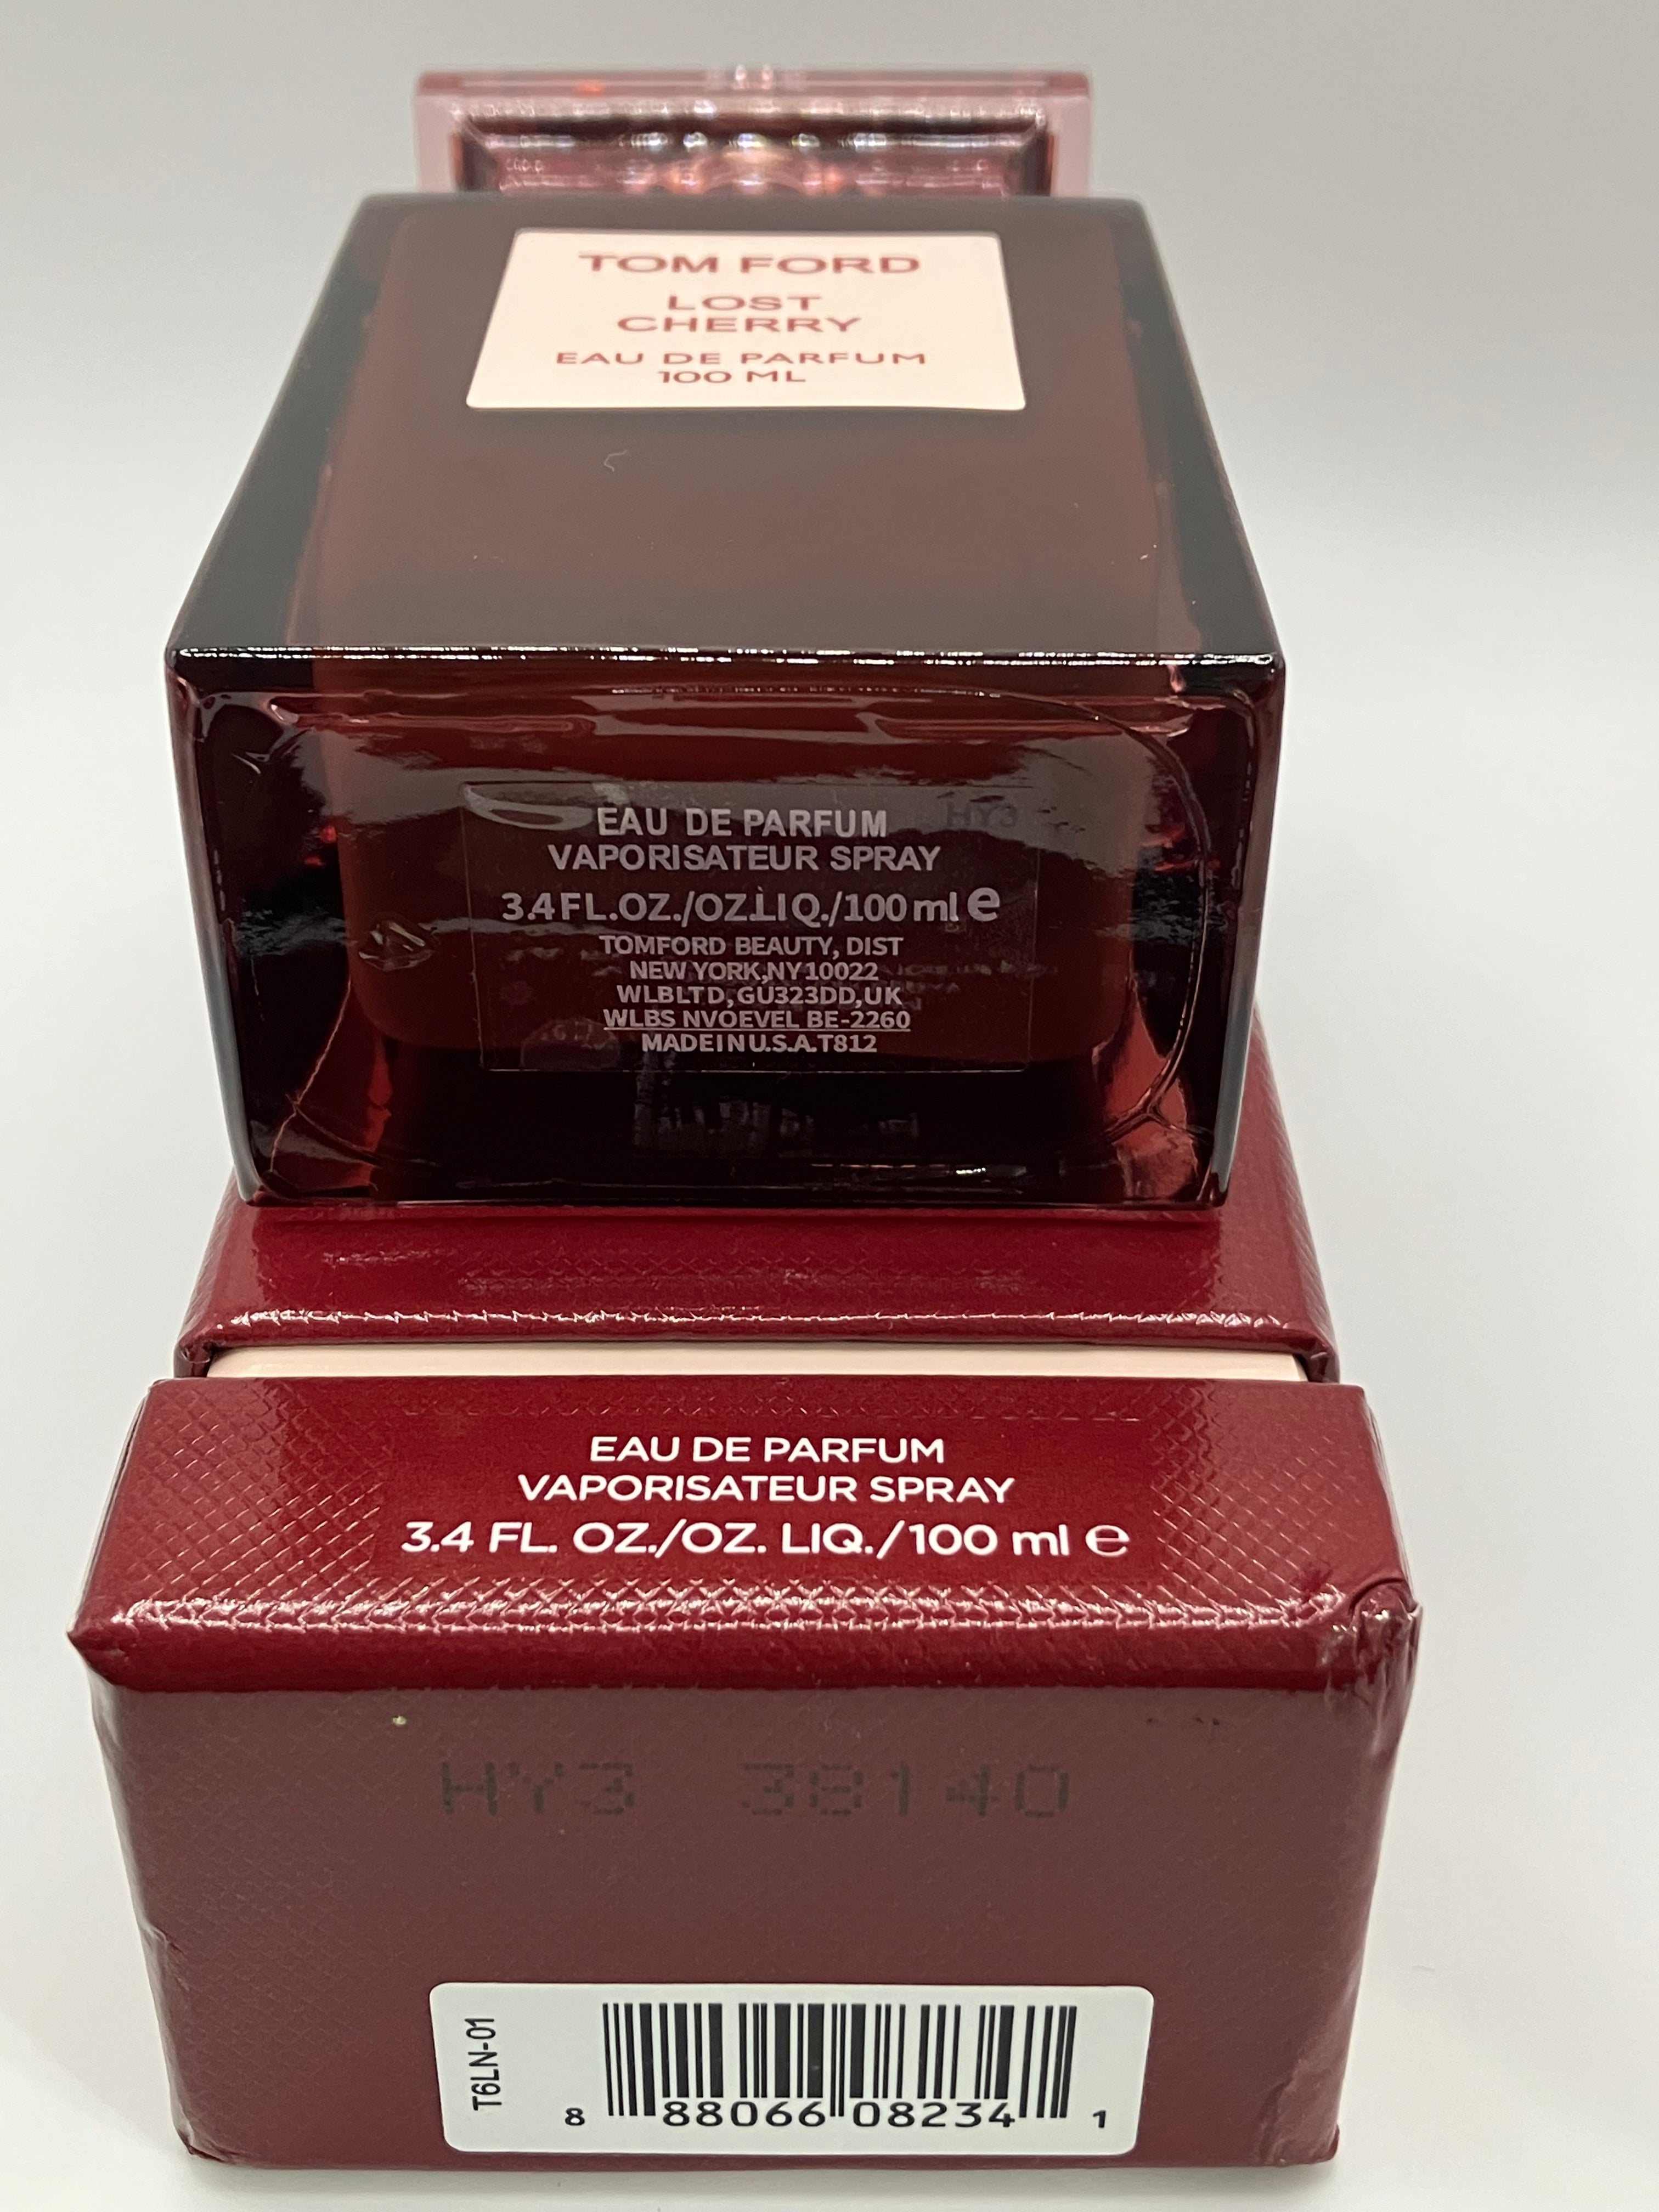 TOM FORD
LOST
CHERRY
EAU DE PARFUM
100 ML
HY3
EAU DE PARFUM
VAPORISATEUR SPRAY
3.4FL.OZ./OZ.LIQ./100ml e
TOMFORD BEAUTY, DIST
NEW YORK,NY10022
WLBLTD,GU323DD,UK
WLBS NVOEVEL BE-2260
MADEINU.S.A.T812
EAU DE PARFUM
VAPORISATEUR SPRAY
3.4 FL. OZ./OZ. LIQ./100 ml e
HY3 38140
T6LN-01
8 88066 08234 1